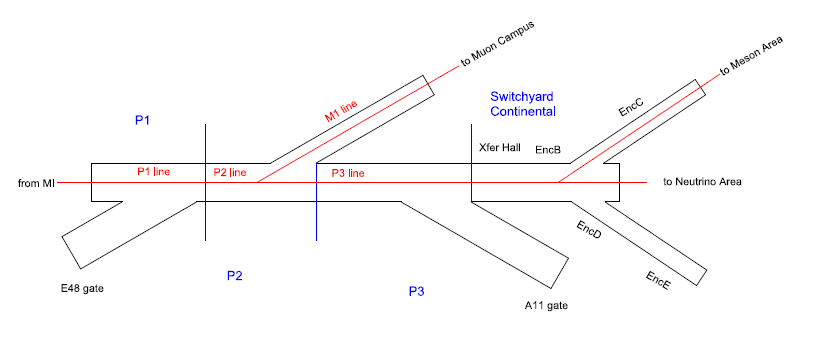 to Muon Campus
to Meson Area
Switchyard
Continental
EncC
M1 line
P1
Xfer Hall
EncB
P1 line
P2 line
P3 line
from MI
to Neutrino Area
EncD
P2
EncE
E48 gate
P3
A11 gate